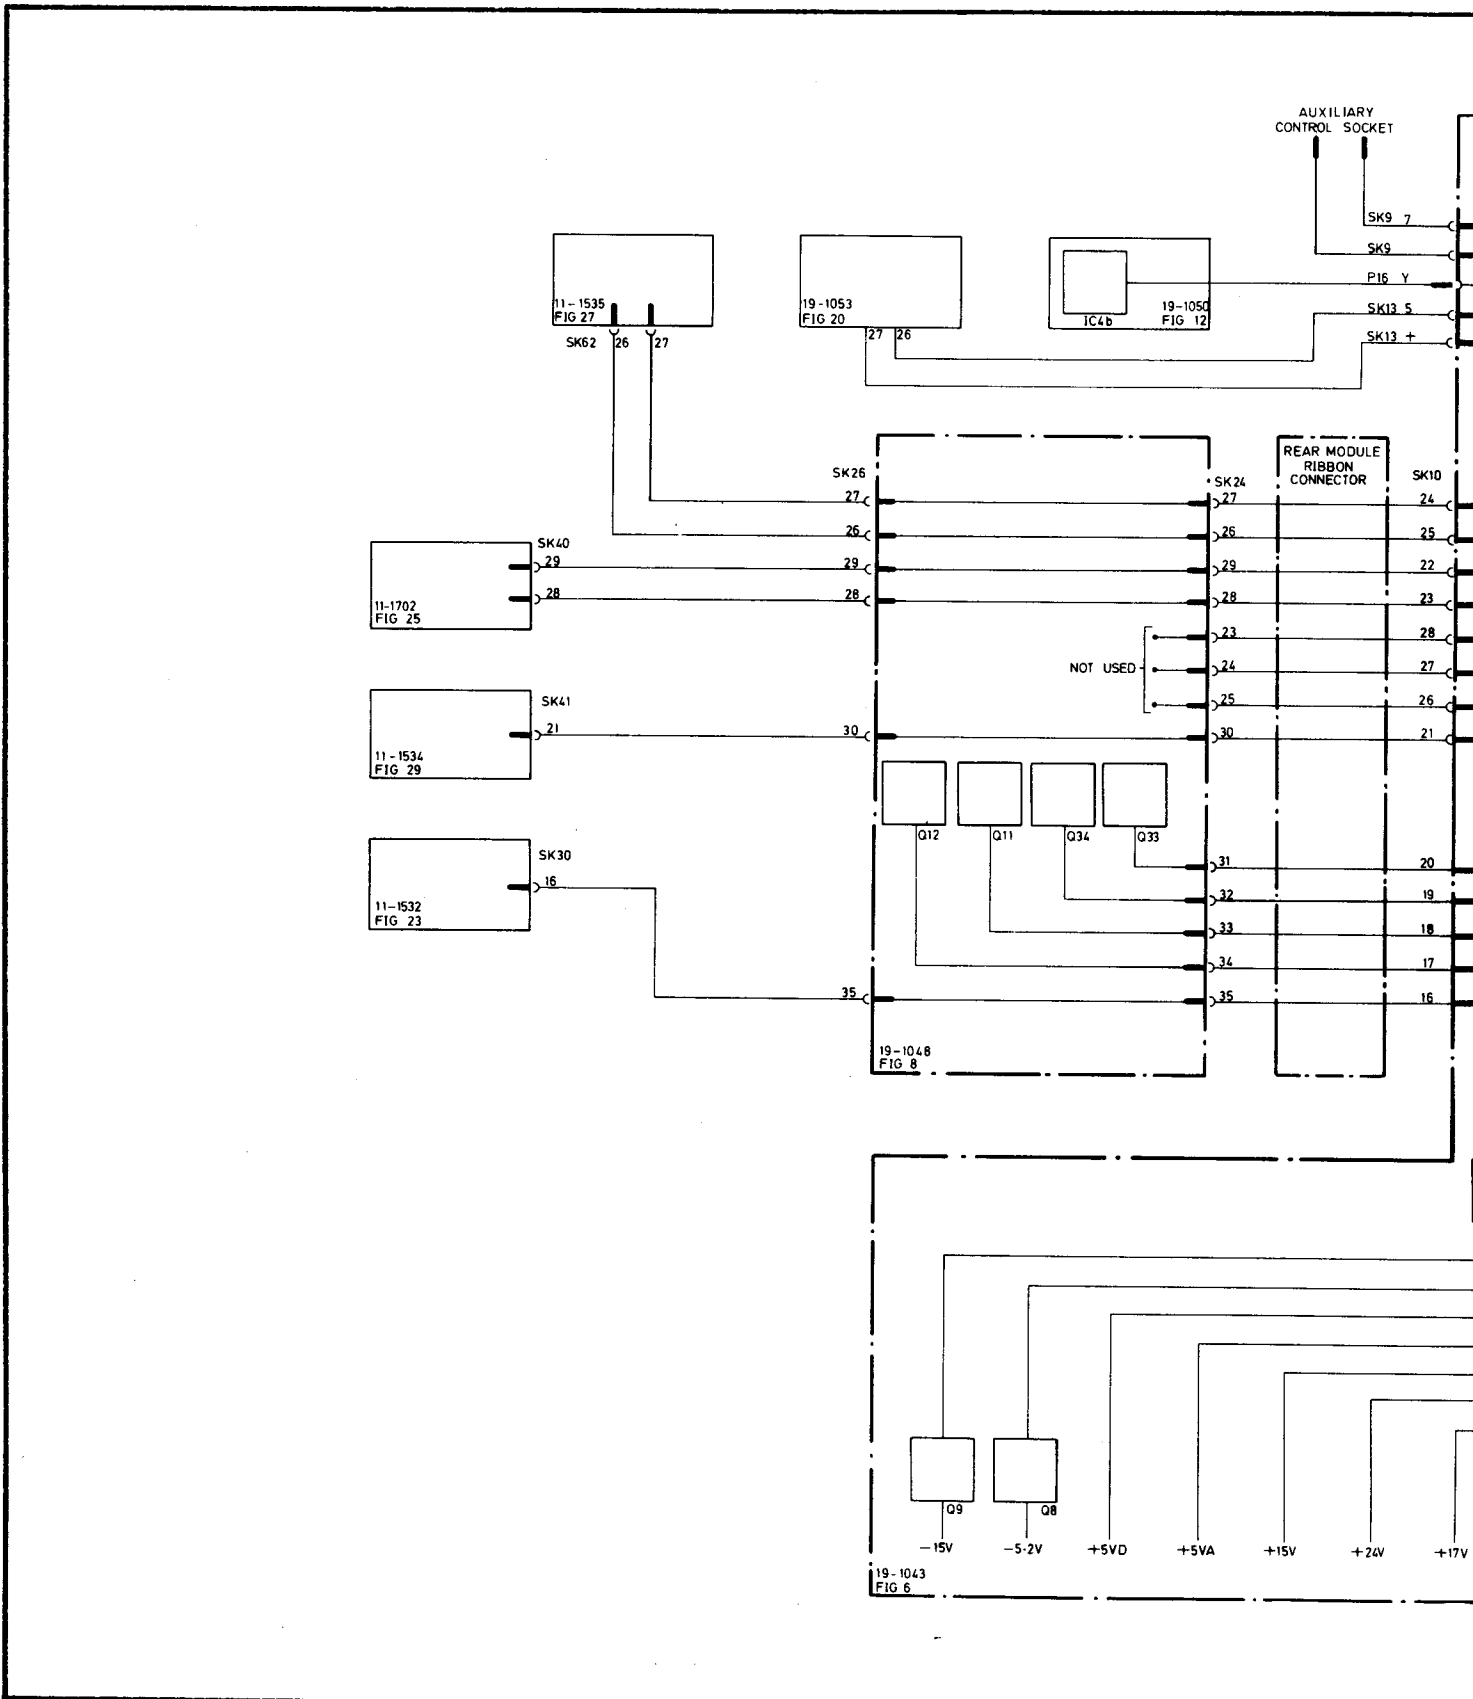 AUXILIARY
CONTROL SOCKET
SK9 7
SK9
P16 Y
SK13 S
SK13 +
11-1535
FIG 27
SK62 26 27
19-1053
FIG 20
27 26
IC4b
19-1050
FIG 12
SK26
27
26
29
28
30
35
SK24
27
26
29
28
23
24
25
30
31
32
33
34
35
NOT USED
REAR MODULE
RIBBON
CONNECTOR
SK10
24
25
22
23
28
27
26
21
20
19
18
17
16
SK40
29
28
11-1702
FIG 25
SK41
21
11-1534
FIG 29
SK30
16
11-1532
FIG 23
Q12 Q11 Q34 Q33
19-1048
FIG 8
Q9 Q8
-15V -5·2V +5VD +5VA +15V +24V +17V
19-1043
FIG 6